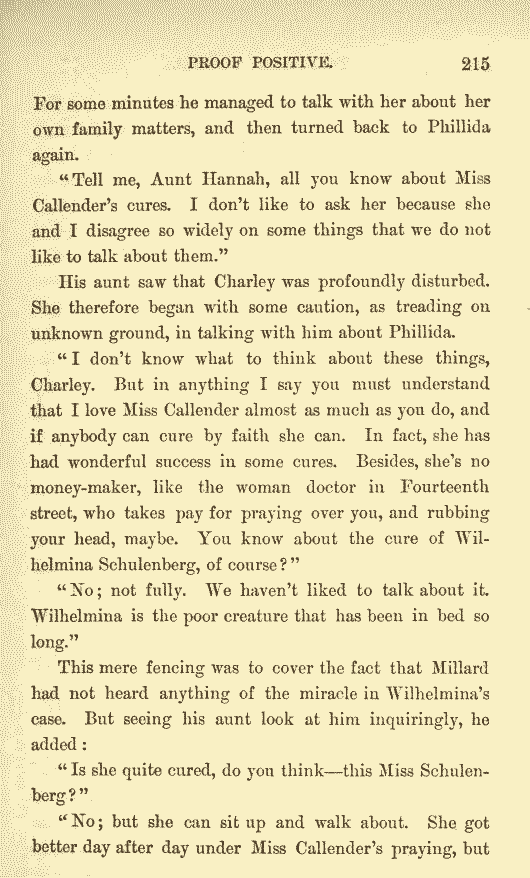 PROOF POSITIVE. 215
For some minutes he managed to talk with her about her
own family matters, and then turned back to Phillida
again.
“Tell me, Aunt Hannah, all you know about Miss
Callender’s cures. I don’t like to ask her because she
and I disagree so widely on some things that we do not
like to talk about them.”
His aunt saw that Charley was profoundly disturbed.
She therefore began with some caution, as treading on
unknown ground, in talking with him about Phillida.
“I don’t know what to think about these things,
Charley. But in anything I say you must understand
that I love Miss Callender almost as much as you do, and
if anybody can cure by faith she can. In fact, she has
had wonderful success in some cures. Besides, she’s no
money-maker, like the woman doctor in Fourteenth
street, who takes pay for praying over you, and rubbing
your head, maybe. You know about the cure of Wil-
helmina Schulenberg, of course?”
“No; not fully. We haven’t liked to talk about it.
Wilhelmina is the poor creature that has been in bed so
long.”
This mere fencing was to cover the fact that Millard
had not heard anything of the miracle in Wilhelmina’s
case. But seeing his aunt look at him inquiringly, he
added :
“Is she quite cured, do you think—this Miss Schulen-
berg?”
“No; but she can sit up and walk about. She got
better day after day under Miss Callender’s praying, but